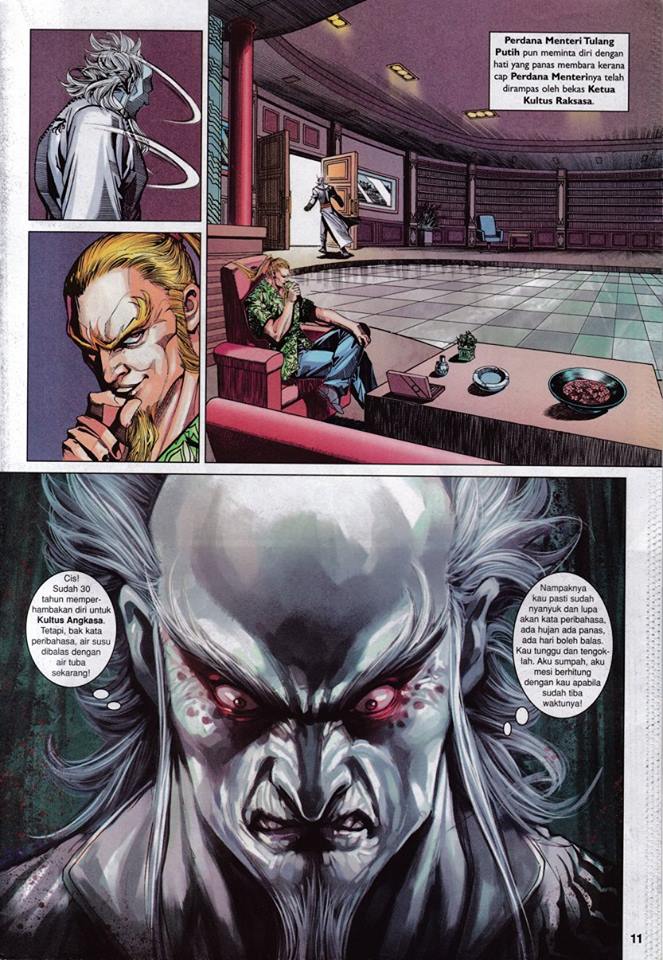 Perdana Menteri Tulang
Putih pun meminta diri dengan
hati yang panas membara kerana
cap Perdana Menterinya telah
dirampas oleh bekas Ketua
Kultus Raksasa.
Cis!
Sudah 30
tahun memper-
hambakan diri untuk
Kultus Angkasa.
Tetapi, bak kata
peribahasa, air susu
dibalas dengan
air tuba
sekarang!
Nampaknya
kau pasti sudah
nyanyuk dan lupa
akan kata peribahasa,
ada hujan ada panas,
ada hari boleh balas.
Kau tunggu dan tengok-
lah. Aku sumpah, aku
mesi berhitung
dengan kau apabila
sudah tiba
waktunya!
11